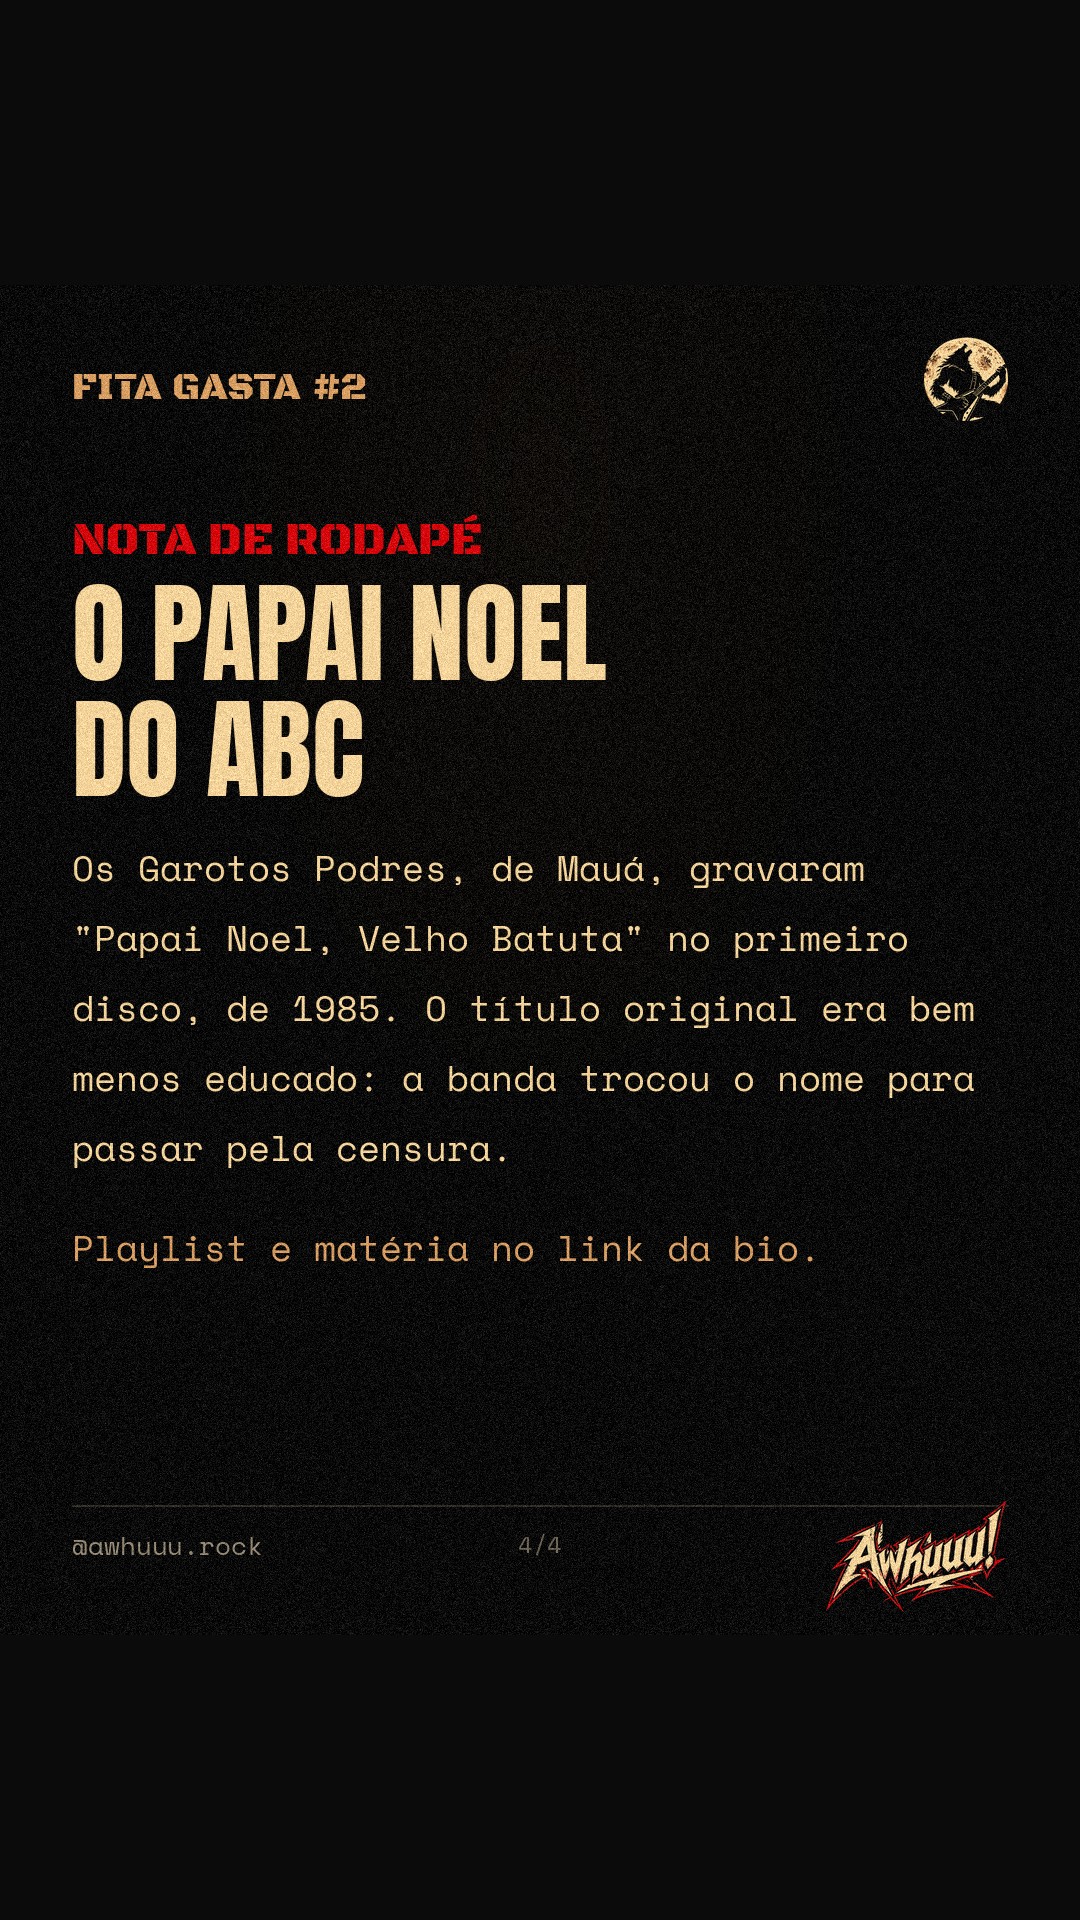 FITA GASTA #2
NOTA DE RODAPÉ
O PAPAI NOEL
DO ABC
Os Garotos Podres, de Mauá, gravaram
"Papai Noel, Velho Batuta" no primeiro
disco, de 1985. O título original era bem
menos educado: a banda trocou o nome para
passar pela censura.
Playlist e matéria no link da bio.
@awhuuu.rock
4/4
Awhuuu!